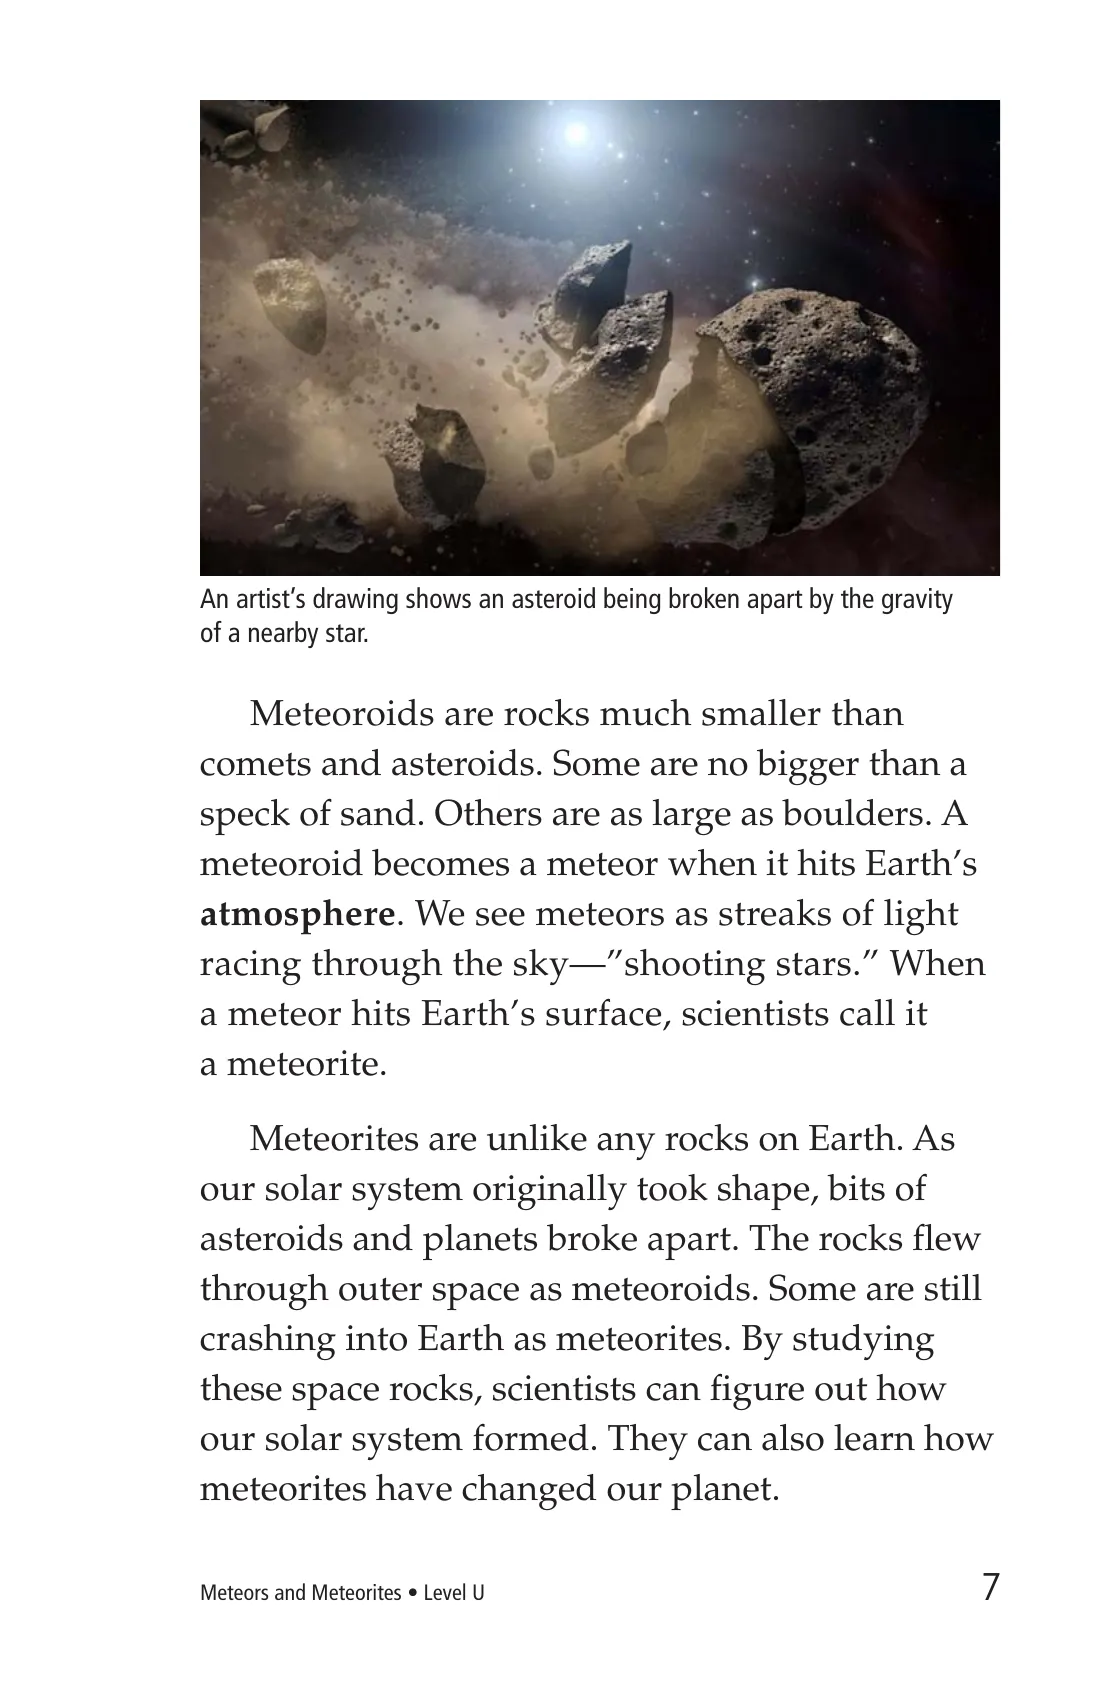 An artist’s drawing shows an asteroid being broken apart by the gravity
of a nearby star.
Meteoroids are rocks much smaller than
comets and asteroids. Some are no bigger than a
speck of sand. Others are as large as boulders. A
meteoroid becomes a meteor when it hits Earth’s
atmosphere. We see meteors as streaks of light
racing through the sky—”shooting stars.” When
a meteor hits Earth’s surface, scientists call it
a meteorite.
Meteorites are unlike any rocks on Earth. As
our solar system originally took shape, bits of
asteroids and planets broke apart. The rocks flew
through outer space as meteoroids. Some are still
crashing into Earth as meteorites. By studying
these space rocks, scientists can figure out how
our solar system formed. They can also learn how
meteorites have changed our planet.
Meteors and Meteorites • Level U 7